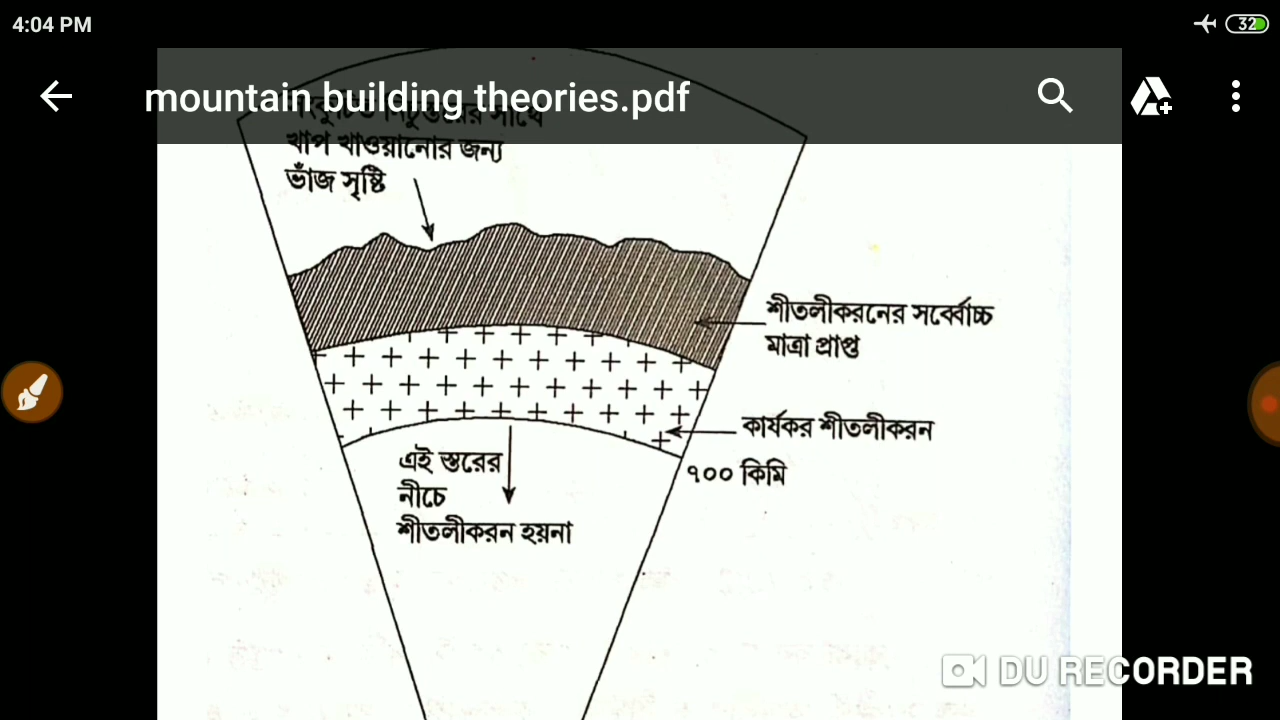 4:04 PM
32
mountain building theories.pdf
সাথে
খাপ খাওয়ানোর জন্য
ভাঁজ সৃষ্টি
শীতলীকরনের সর্ব্বোচ্চ
মাত্রা প্রাপ্ত
কার্যকর শীতলীকরন
৭০০ কিমি
এই স্তরের
নীচে
শীতলীকরন হয়না
DU RECORDER